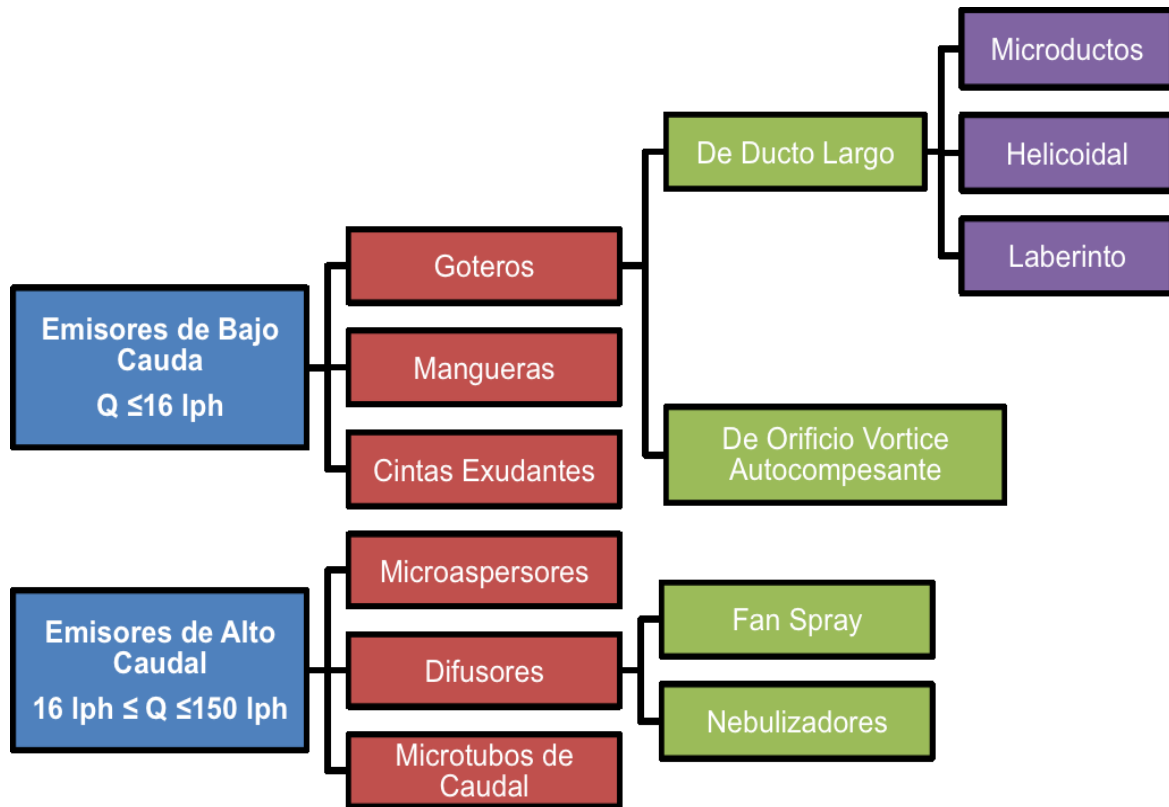 Emisores de Bajo
Cauda
Q ≤16 lph
Goteros
Mangueras
Cintas Exudantes
De Ducto Largo
De Orificio Vortice
Autocompesante
Microductos
Helicoidal
Laberinto
Emisores de Alto
Caudal
16 lph ≤ Q ≤150 lph
Microaspersores
Difusores
Microtubos de
Caudal
Fan Spray
Nebulizadores